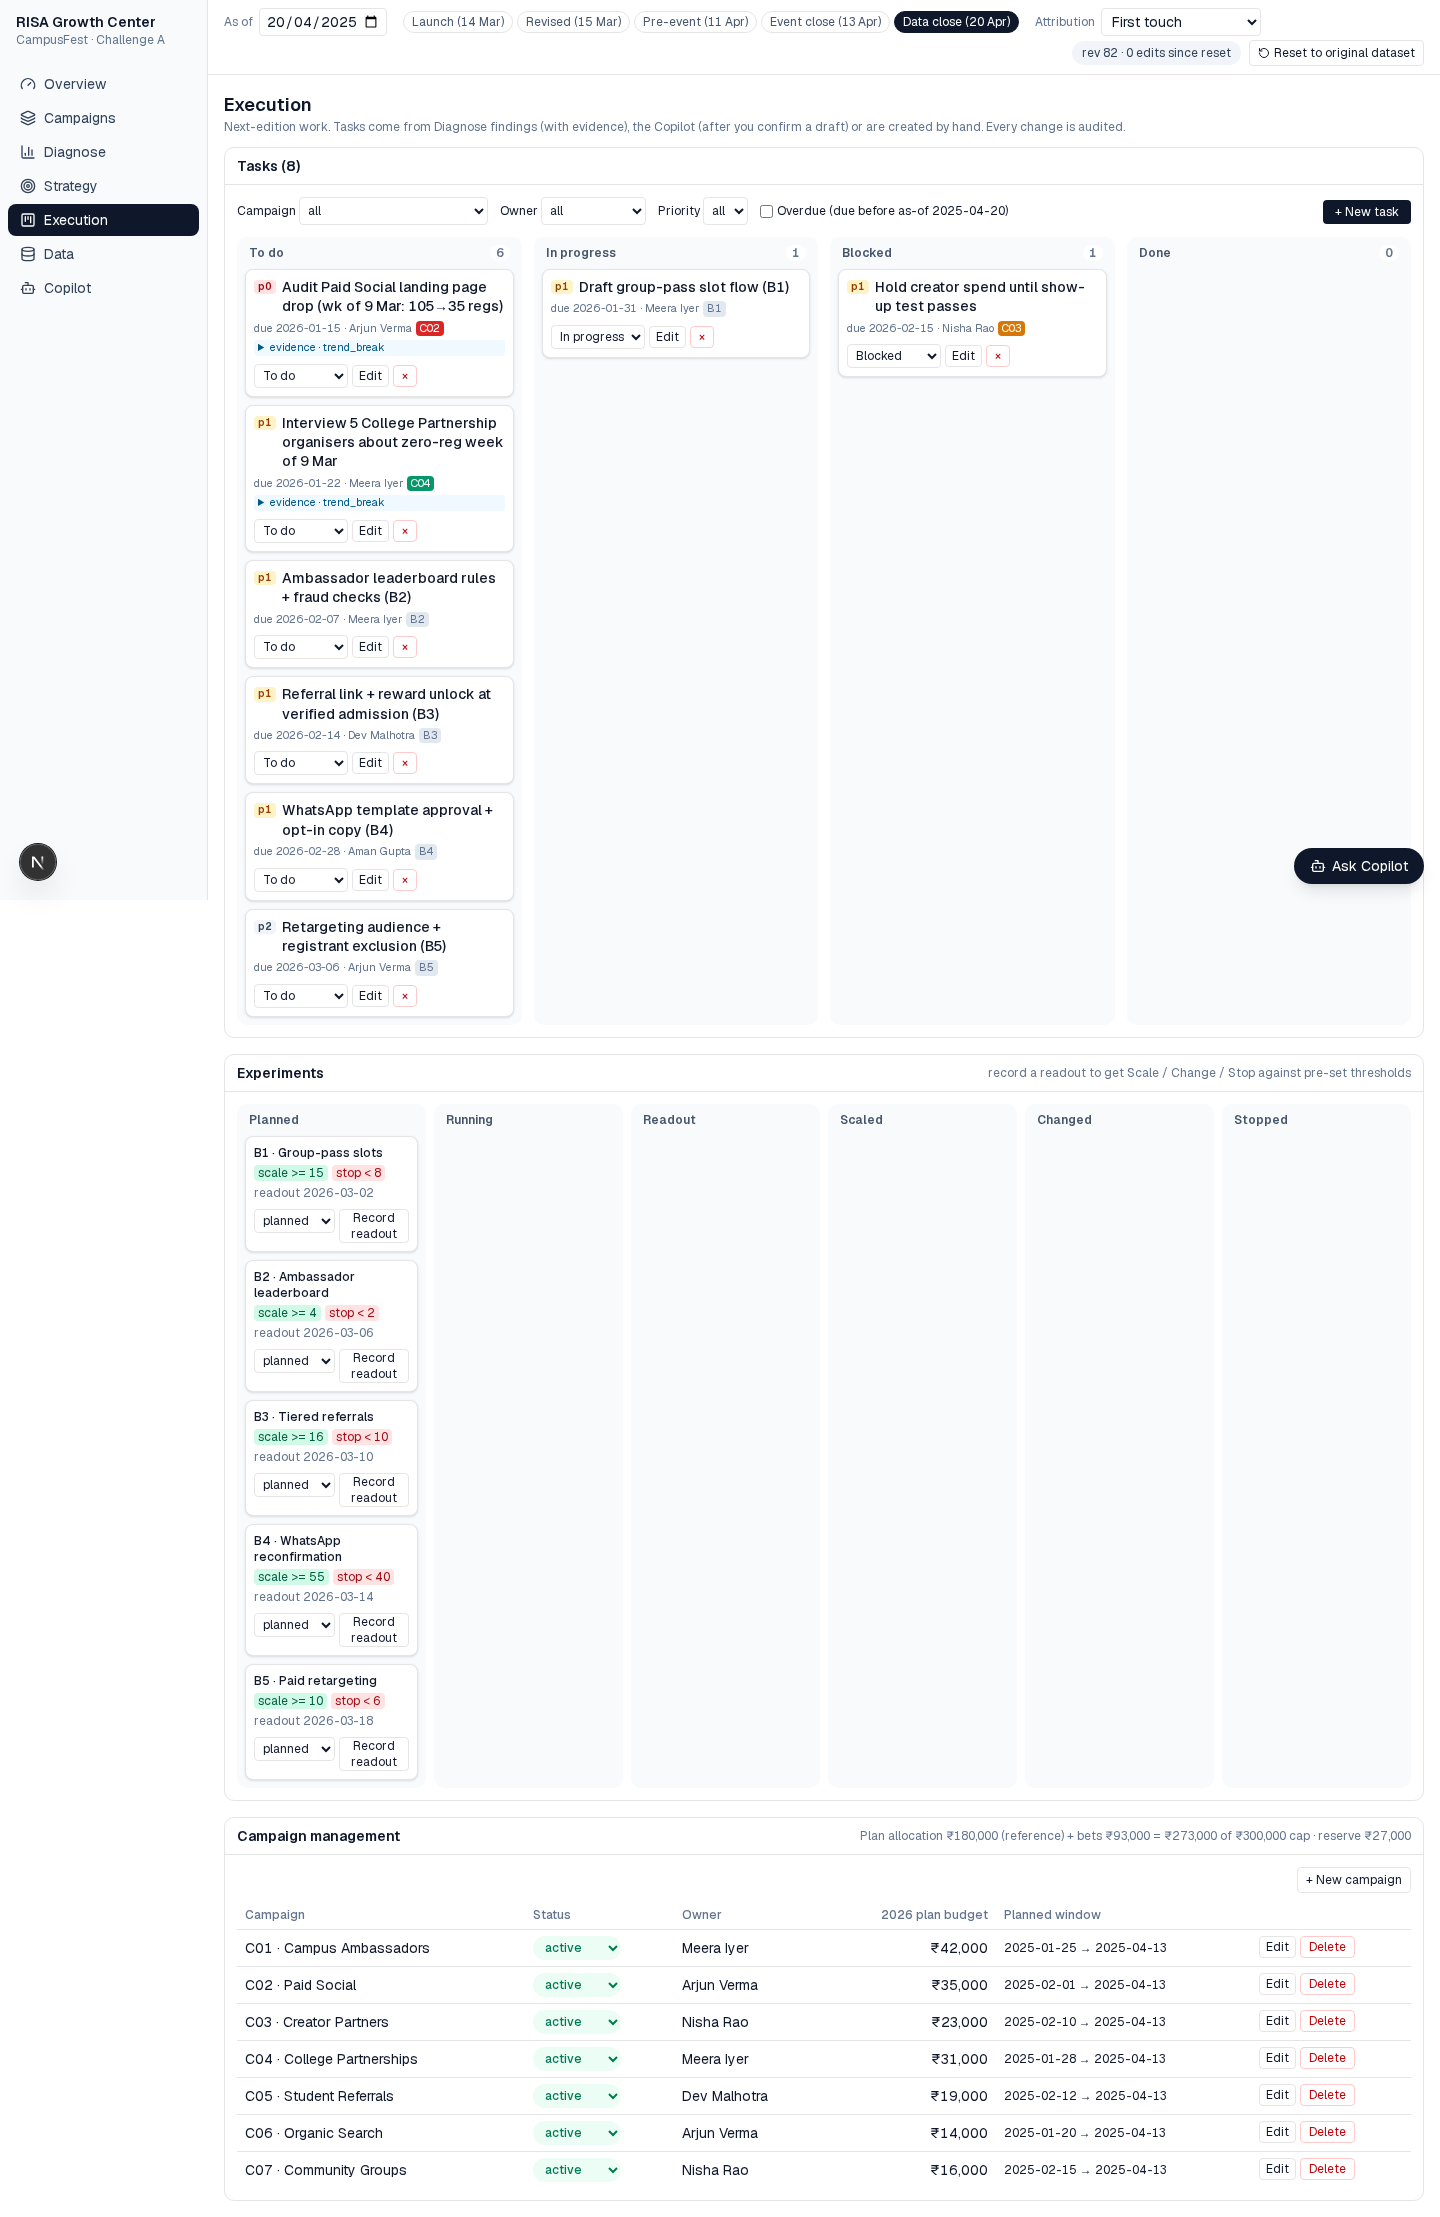 RISA Growth Center
CampusFest · Challenge A
Overview
Campaigns
Diagnose
Strategy
Execution
Data
Copilot
As of 20/04/2025 Launch (14 Mar) Revised (15 Mar) Pre-event (11 Apr) Event close (13 Apr) Data close (20 Apr) Attribution First touch
rev 82 · 0 edits since reset Reset to original dataset
Execution
Next-edition work. Tasks come from Diagnose findings (with evidence), the Copilot (after you confirm a draft) or are created by hand. Every change is audited.
Tasks (8)
Campaign all Owner all Priority all Overdue (due before as-of 2025-04-20) + New task
To do 6
p0 Audit Paid Social landing page
drop (wk of 9 Mar: 105→35 regs)
due 2026-01-15 · Arjun Verma C02
▶ evidence · trend_break
To do Edit ×
p1 Interview 5 College Partnership
organisers about zero-reg week
of 9 Mar
due 2026-01-22 · Meera Iyer C04
▶ evidence · trend_break
To do Edit ×
p1 Ambassador leaderboard rules
+ fraud checks (B2)
due 2026-02-07 · Meera Iyer B2
To do Edit ×
p1 Referral link + reward unlock at
verified admission (B3)
due 2026-02-14 · Dev Malhotra B3
To do Edit ×
p1 WhatsApp template approval +
opt-in copy (B4)
due 2026-02-28 · Aman Gupta B4
To do Edit ×
p2 Retargeting audience +
registrant exclusion (B5)
due 2026-03-06 · Arjun Verma B5
To do Edit ×
In progress 1
p1 Draft group-pass slot flow (B1)
due 2026-01-31 · Meera Iyer B1
In progress Edit ×
Blocked 1
p1 Hold creator spend until show-
up test passes
due 2026-02-15 · Nisha Rao C03
Blocked Edit ×
Done 0
N
Ask Copilot
Experiments record a readout to get Scale / Change / Stop against pre-set thresholds
Planned Running Readout Scaled Changed Stopped
B1 · Group-pass slots
scale >= 15 stop < 8
readout 2026-03-02
planned Record
readout
B2 · Ambassador
leaderboard
scale >= 4 stop < 2
readout 2026-03-06
planned Record
readout
B3 · Tiered referrals
scale >= 16 stop < 10
readout 2026-03-10
planned Record
readout
B4 · WhatsApp
reconfirmation
scale >= 55 stop < 40
readout 2026-03-14
planned Record
readout
B5 · Paid retargeting
scale >= 10 stop < 6
readout 2026-03-18
planned Record
readout
Campaign management Plan allocation ₹180,000 (reference) + bets ₹93,000 = ₹273,000 of ₹300,000 cap · reserve ₹27,000
+ New campaign
Campaign Status Owner 2026 plan budget Planned window
C01 · Campus Ambassadors active Meera Iyer ₹42,000 2025-01-25 → 2025-04-13 Edit Delete
C02 · Paid Social active Arjun Verma ₹35,000 2025-02-01 → 2025-04-13 Edit Delete
C03 · Creator Partners active Nisha Rao ₹23,000 2025-02-10 → 2025-04-13 Edit Delete
C04 · College Partnerships active Meera Iyer ₹31,000 2025-01-28 → 2025-04-13 Edit Delete
C05 · Student Referrals active Dev Malhotra ₹19,000 2025-02-12 → 2025-04-13 Edit Delete
C06 · Organic Search active Arjun Verma ₹14,000 2025-01-20 → 2025-04-13 Edit Delete
C07 · Community Groups active Nisha Rao ₹16,000 2025-02-15 → 2025-04-13 Edit Delete